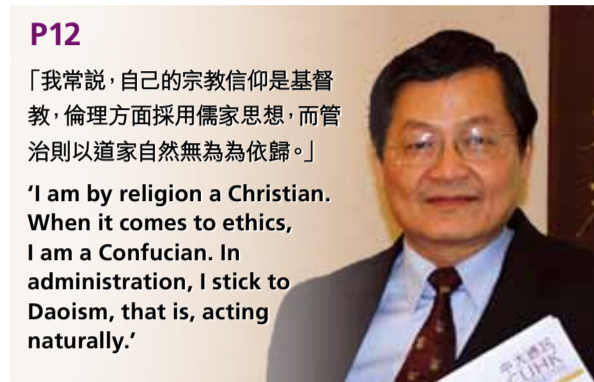 P12
「我常說，自己的宗教信仰是基督
教，倫理方面採用儒家思想，而管
治則以道家自然無為為依歸。」
‘I am by religion a Christian.
When it comes to ethics,
I am a Confucian. In
administration, I stick to
Daoism, that is, acting
naturally.’
中大通訊
CUHK